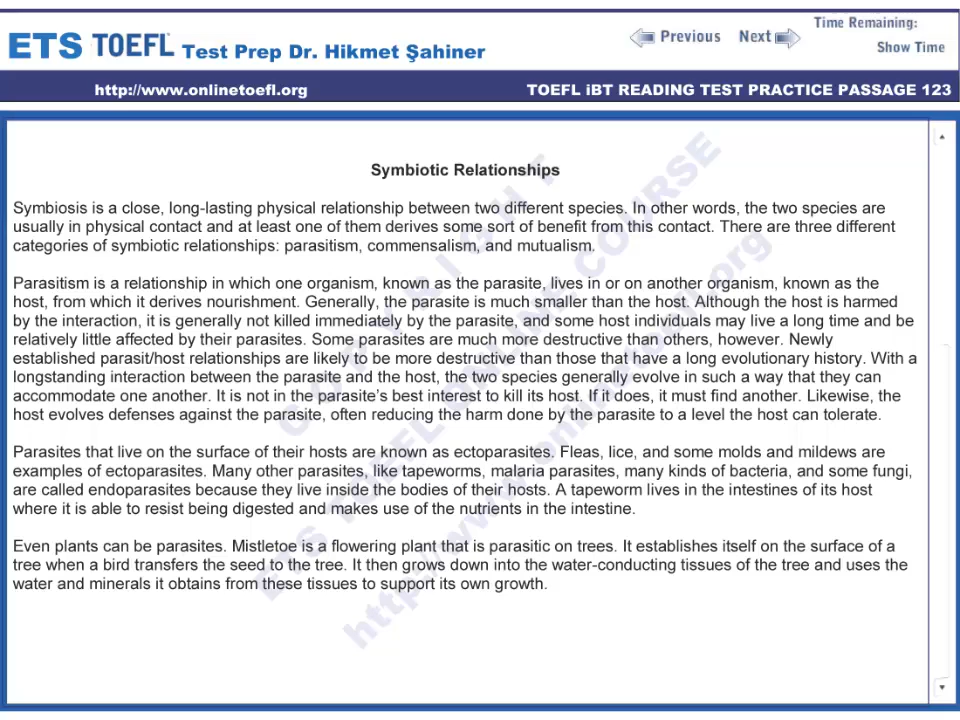 ETS TOEFL Test Prep Dr. Hikmet Şahiner
Previous Next
Time Remaining:
Show Time
http://www.onlinetoefl.org
TOEFL iBT READING TEST PRACTICE PASSAGE 123
Symbiotic Relationships
Symbiosis is a close, long-lasting physical relationship between two different species. In other words, the two species are
usually in physical contact and at least one of them derives some sort of benefit from this contact. There are three different
categories of symbiotic relationships: parasitism, commensalism, and mutualism.
Parasitism is a relationship in which one organism, known as the parasite, lives in or on another organism, known as the
host, from which it derives nourishment. Generally, the parasite is much smaller than the host. Although the host is harmed
by the interaction, it is generally not killed immediately by the parasite, and some host individuals may live a long time and be
relatively little affected by their parasites. Some parasites are much more destructive than others, however. Newly
established parasit/host relationships are likely to be more destructive than those that have a long evolutionary history. With a
longstanding interaction between the parasite and the host, the two species generally evolve in such a way that they can
accommodate one another. It is not in the parasite's best interest to kill its host. If it does, it must find another. Likewise, the
host evolves defenses against the parasite, often reducing the harm done by the parasite to a level the host can tolerate.
Parasites that live on the surface of their hosts are known as ectoparasites. Fleas, lice, and some molds and mildews are
examples of ectoparasites. Many other parasites, like tapeworms, malaria parasites, many kinds of bacteria, and some fungi,
are called endoparasites because they live inside the bodies of their hosts. A tapeworm lives in the intestines of its host
where it is able to resist being digested and makes use of the nutrients in the intestine.
Even plants can be parasites. Mistletoe is a flowering plant that is parasitic on trees. It establishes itself on the surface of a
tree when a bird transfers the seed to the tree. It then grows down into the water-conducting tissues of the tree and uses the
water and minerals it obtains from these tissues to support its own growth.
COPYRIGHT
ETS TOEFL ONLINE COURSE
http://www.onlinetoefl.org